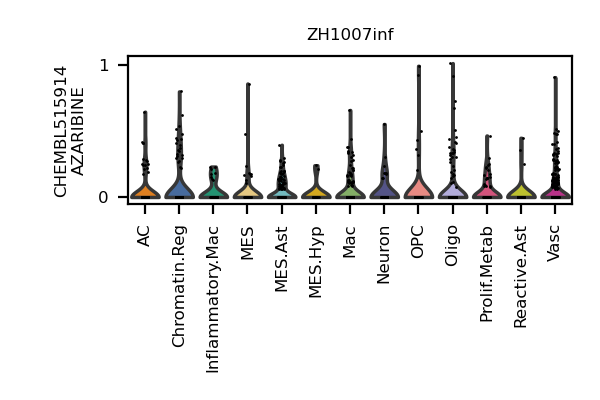 ZH1007inf
CHEMBL515914
AZARIBINE
1
0
AC
Chromatin.Reg
Inflammatory.Mac
MES
MES.Ast
MES.Hyp
Mac
Neuron
OPC
Oligo
Prolif.Metab
Reactive.Ast
Vasc